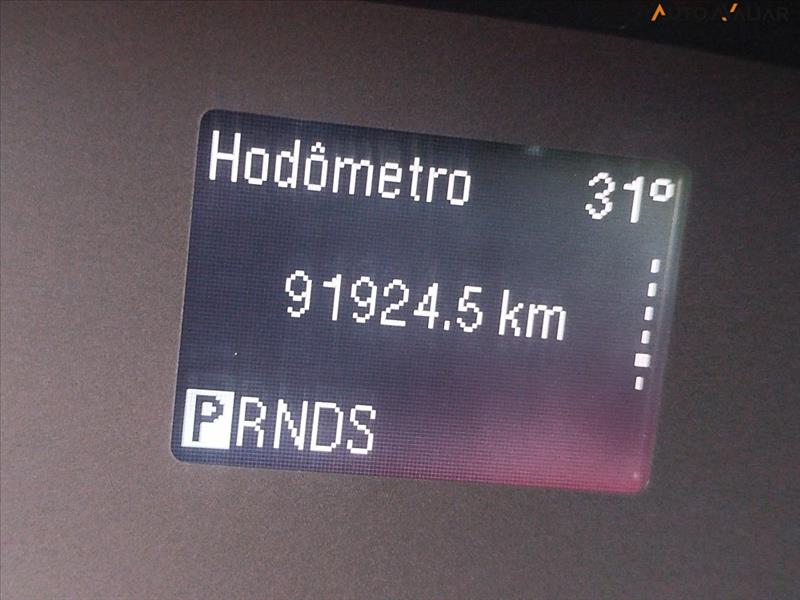 AUTO AVALIAR
Hodômetro
31°
91924.5 km
PRNDS